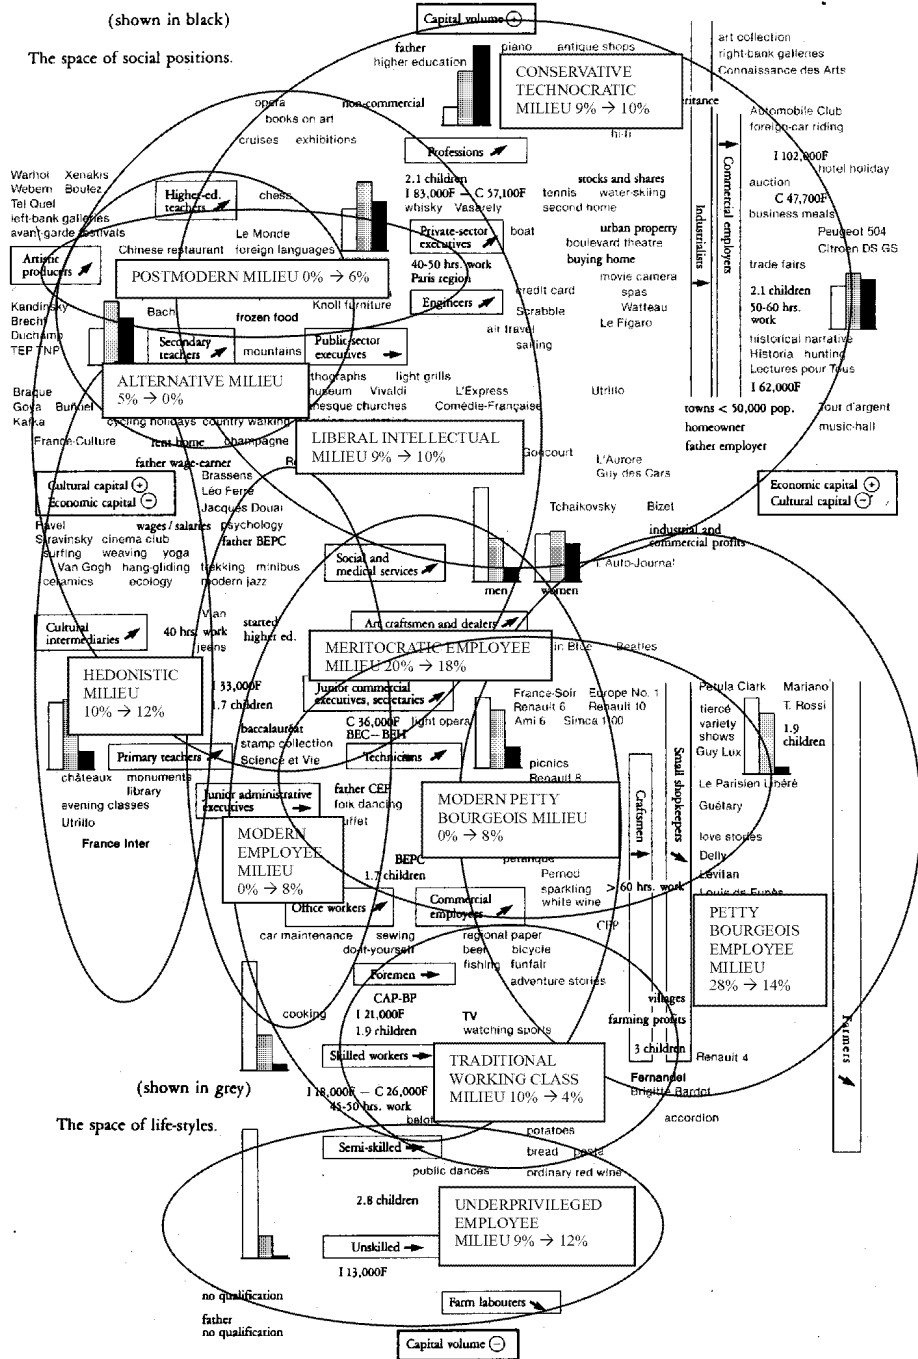 (shown in black)
The space of social positions.
Capital volume +
father
higher education
piano antique shops
CONSERVATIVE
TECHNOCRATIC
MILIEU 9% → 10%
art collection
right-bank galleries
Connaissance des Arts
opera
books on art
non-commercial
cruises exhibitions
hi-fi
Automobile Club
foreign-car riding
Professions
2.1 children
I 83,000F – C 57,100F
whisky Vasarely
stocks and shares
tennis water-skiing
second home
I 102,000F
hotel holiday
auction
C 47,700F
business meals
Commercial employers
Industrialists
Warhol Xenakis
Webern Boulez
Tel Quel
left-bank galleries
avant-garde festivals
Higher-ed.
teachers
chess
Le Monde
Chinese restaurant foreign languages
Private-sector
executives
boat
urban property
boulevard theatre
buying home
Peugeot 504
Citroën DS GS
trade fairs
Artistic
producers
POSTMODERN MILIEU 0% → 6%
40-50 hrs. work
Paris region
movie camera
spas
Watteau
Le Figaro
2.1 children
50-60 hrs.
work
Engineers
credit card
Scrabble
air travel
sailing
Kandinsky
Brecht
Duchamp
TEP TNP
Bach
Knoll furniture
frozen food
Secondary
teachers
mountains
Public-sector
executives
historical narrative
Historia hunting
Lectures pour Tous
I 62,000F
ALTERNATIVE MILIEU
5% → 0%
light grills
Vivaldi L'Express Utrillo
Comédie-Française
Braque
Goya Buñuel
Kafka
cycling holidays country walking
France-Culture rent home champagne
LIBERAL INTELLECTUAL
MILIEU 9% → 10%
towns < 50,000 pop.
homeowner
father employer
Tour d'argent
music-hall
father wage-earner
Goncourt
L'Aurore
Guy des Cars
Cultural capital +
Economic capital −
Brassens
Léo Ferré
Jacques Douai
Economic capital +
Cultural capital −
Tchaikovsky Bizet
industrial and
commercial profits
Ravel wages/salaries psychology
Stravinsky cinema club father BEPC
surfing weaving yoga
Van Gogh hang-gliding trekking minibus
ceramics ecology modern jazz
Social and
medical services
men women
L'Auto-Journal
Cultural
intermediaries
Vian
40 hrs. work
jeans
started
higher ed.
Art craftsmen and dealers
MERITOCRATIC EMPLOYEE
MILIEU 20% → 18%
Beatles
HEDONISTIC
MILIEU
10% → 12%
I 33,000F
1.7 children
Junior commercial
executives, secretaries
France-Soir Europe No. 1
Renault 6 Renault 10
Ami 6 Simca 1100
Petula Clark Mariano
tiercé T. Rossi
variety
shows
Guy Lux
1.9
children
baccalauréat
stamp collection
Science et Vie
C 36,000F light opera
BEC – BEH
Primary teachers
Technicians
picnics
Renault 8
châteaux monuments
library
evening classes
Utrillo
France Inter
Junior administrative
executives
father CEP
folk dancing
MODERN PETTY
BOURGEOIS MILIEU
0% → 8%
Craftsmen
Small shopkeepers
Le Parisien Libéré
Guétary
love stories
Delly
Lévitan
Louis de Funès
MODERN
EMPLOYEE
MILIEU
0% → 8%
BEPC
1.7 children
pétanque
Pernod
sparkling
white wine
> 60 hrs. work
CEP
Office workers
Commercial
employees
PETTY
BOURGEOIS
EMPLOYEE
MILIEU
28% → 14%
car maintenance sewing
do-it-yourself
regional paper
beer bicycle
fishing funfair
adventure stories
Foremen
CAP-BP
I 21,000F
1.9 children
cooking
TV
watching sports
villages
farming profits
3 children
Renault 4
Farmers
Skilled workers
TRADITIONAL
WORKING CLASS
MILIEU 10% → 4%
Fernandel
Brigitte Bardot
accordion
(shown in grey)
The space of life-styles.
I 18,000F – C 26,000F
45-50 hrs. work
Semi-skilled
public dances
potatoes
bread pasta
ordinary red wine
2.8 children
UNDERPRIVILEGED
EMPLOYEE
MILIEU 9% → 12%
Unskilled
I 13,000F
no qualification
father
no qualification
Farm labourers
Capital volume −